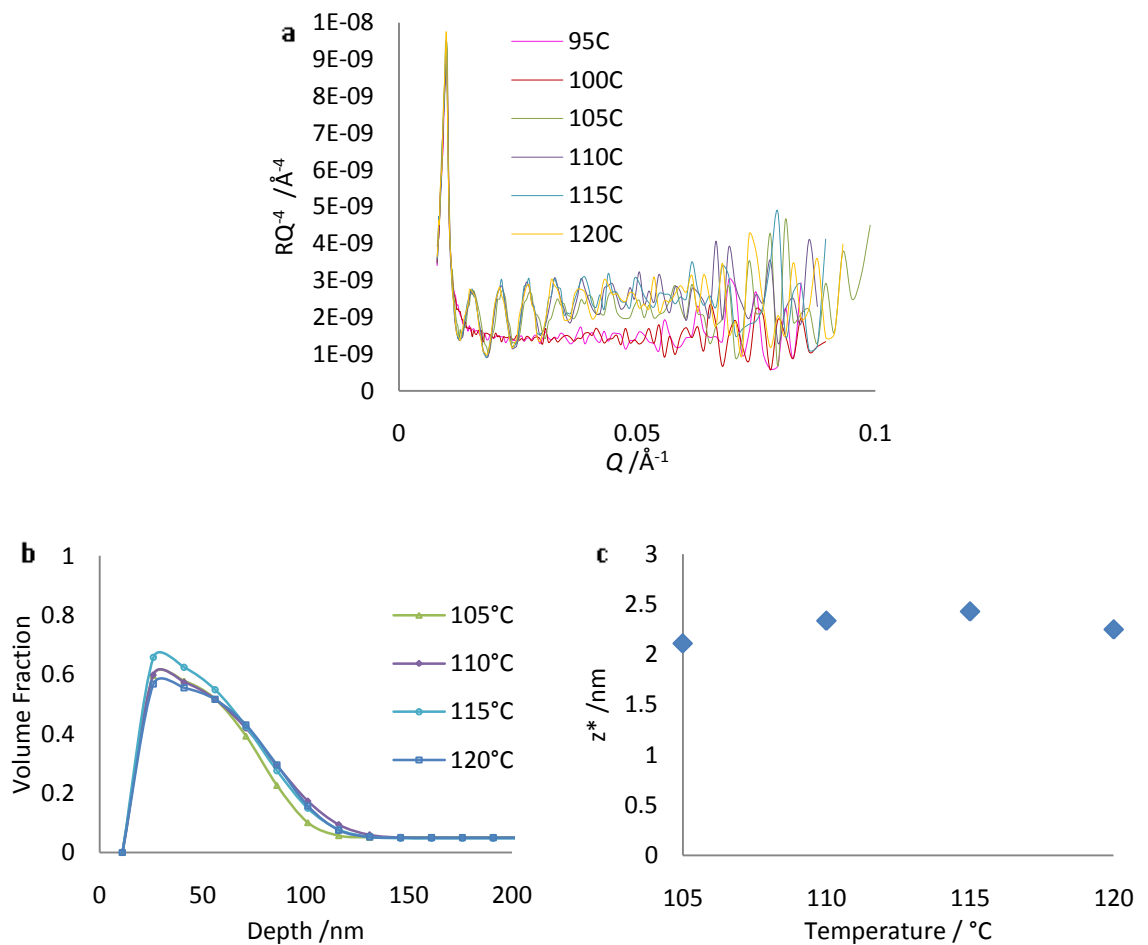 a
RQ⁻⁴ /Å⁻⁴
1E-08
9E-09
8E-09
7E-09
6E-09
5E-09
4E-09
3E-09
2E-09
1E-09
0
95C
100C
105C
110C
115C
120C
0 0.05 0.1
Q /Å⁻¹
b
Volume Fraction
1
0.8
0.6
0.4
0.2
0
105°C
110°C
115°C
120°C
0 50 100 150 200
Depth /nm
c
z* /nm
3
2.5
2
1.5
1
0.5
0
105 110 115 120
Temperature / °C